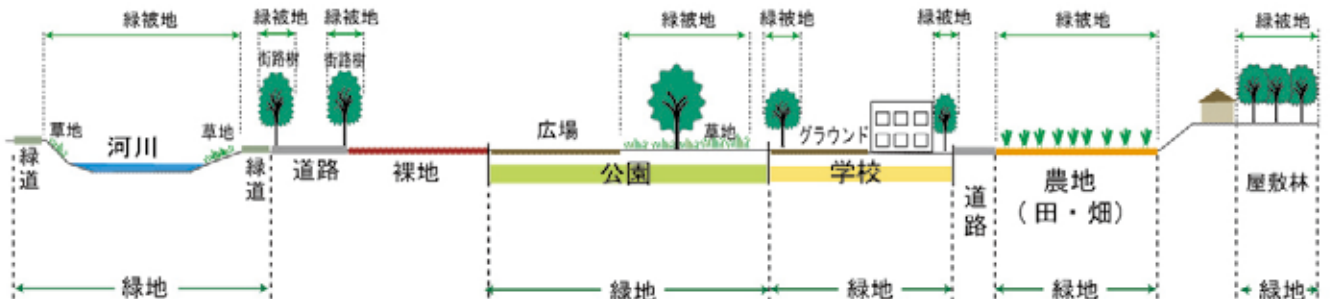 緑被地 緑被地 緑被地 緑被地 緑被地 緑被地 緑被地 緑被地
街路樹 街路樹
草地 河川 草地 広場 草地 グラウンド
緑道 緑道 道路 裸地 公園 学校 道路 農地 屋敷林
(田・畑)
緑地 緑地 緑地 緑地 緑地